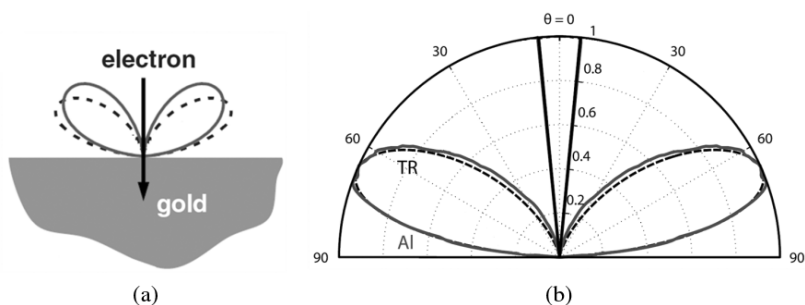 electron
gold
(a)
θ = 0
30
30
60
60
90
90
1
0.8
0.6
0.4
0.2
TR
Al
(b)